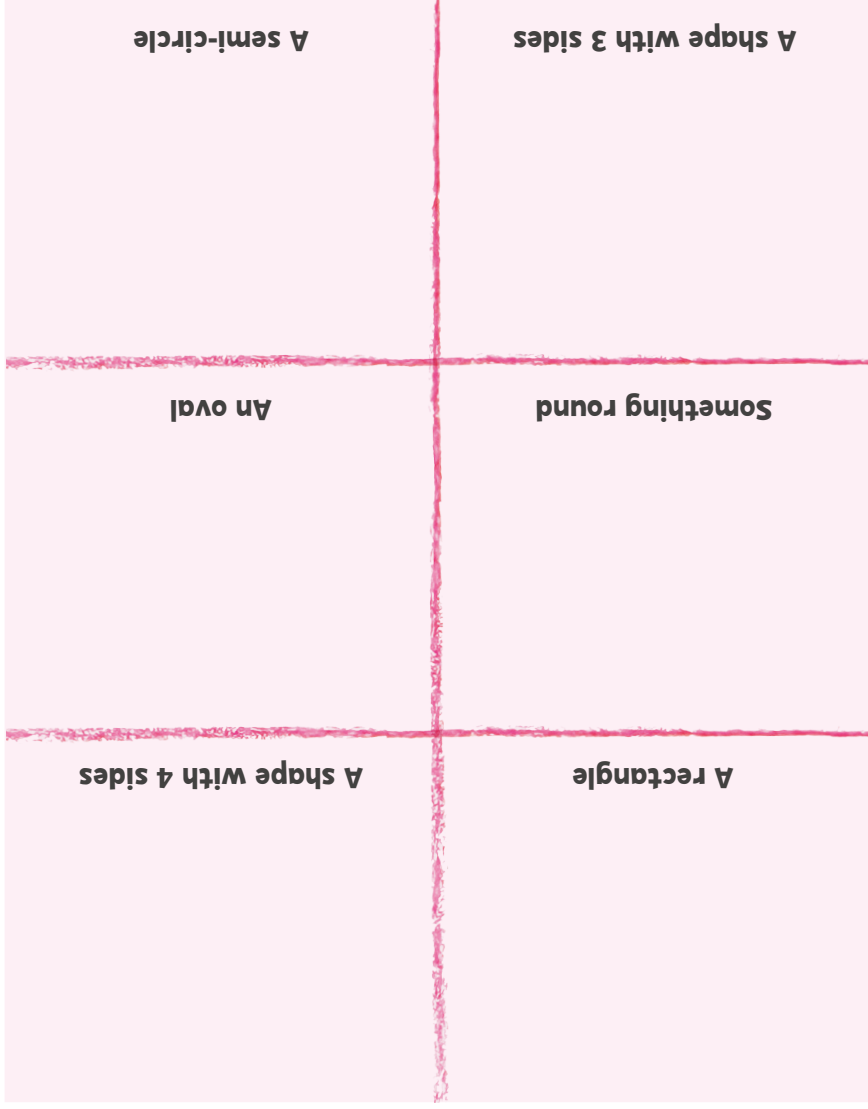 A rectangle
A shape with 4 sides
Something round
An oval
A shape with 3 sides
A semi-circle